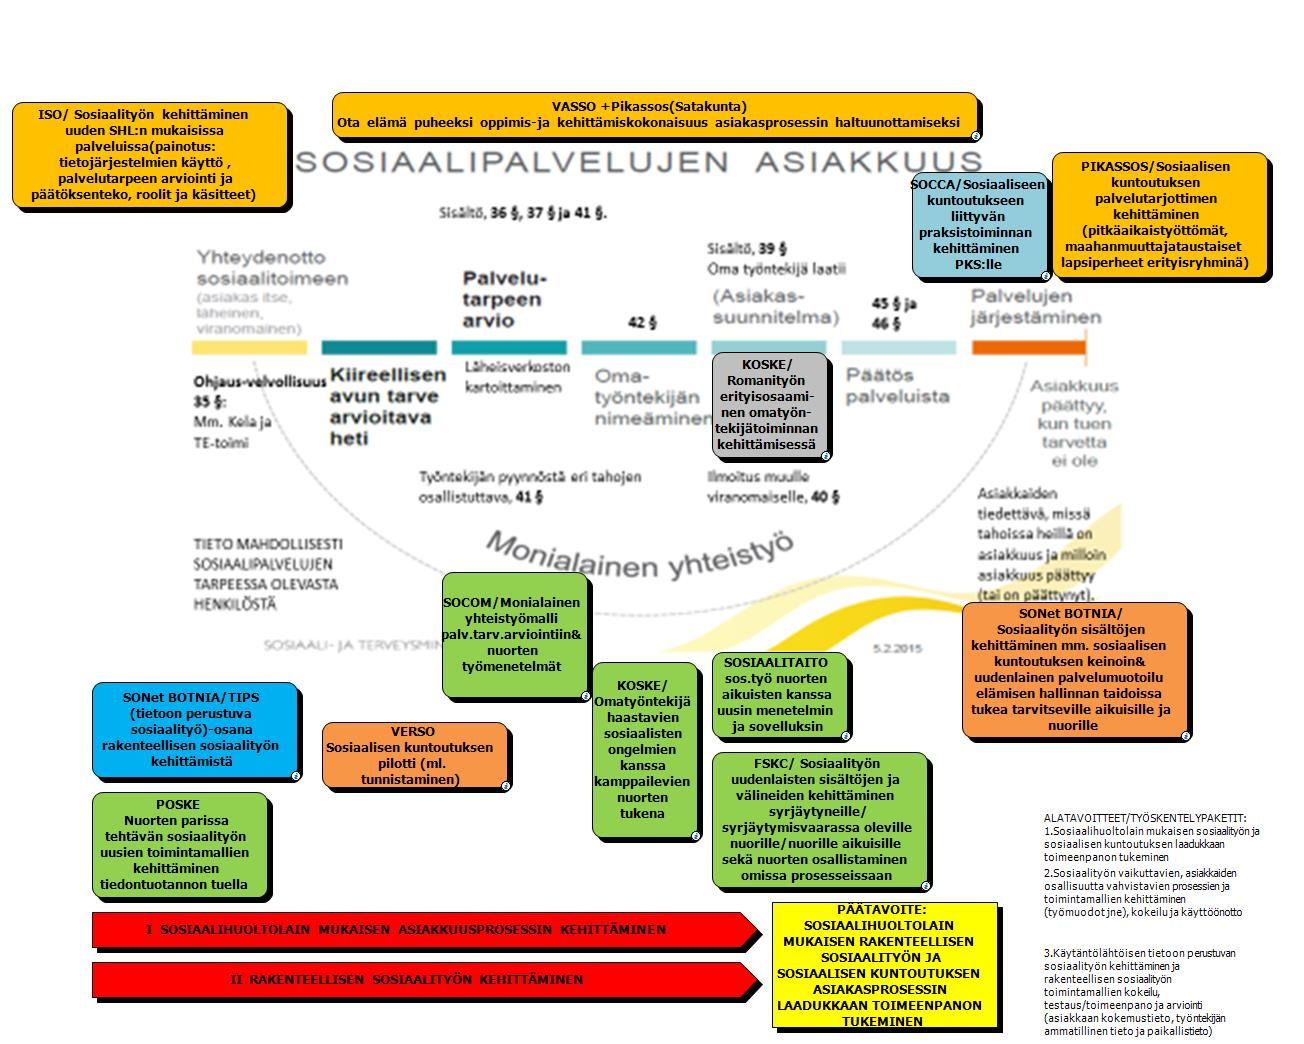 ISO/ Sosiaalityön kehittäminen
uuden SHL:n mukaisissa
palveluissa(painotus:
tietojärjestelmien käyttö ,
palvelutarpeen arviointi ja
päätöksenteko, roolit ja käsitteet)
VASSO +Pikassos(Satakunta)
Ota elämä puheeksi oppimis-ja kehittämiskokonaisuus asiakasprosessin haltuunottamiseksi
SOSIAALIPALVELUJEN ASIAKKUUS
SOCCA/Sosiaaliseen
kuntoutukseen
liittyvän
praksistoiminnan
kehittäminen
PKS:lle
PIKASSOS/Sosiaalisen
kuntoutuksen
palvelutarjottimen
kehittäminen
(pitkäaikaistyöttömät,
maahanmuuttajataustaiset
lapsiperheet erityisryhminä)
Sisältö, 36 §, 37 § ja 41 §.
Yhteydenotto
sosiaalitoimeen
(asiakas itse,
läheinen,
viranomainen)
Palvelu-
tarpeen
arvio
42 §
Sisältö, 39 §
Oma työntekijä laatii
(Asiakas-
suunnitelma)
45 § ja
46 §
Palvelujen
järjestäminen
Ohjaus-velvollisuus
35 §:
Mm. Kela ja
TE-toimi
Kiireellisen
avun tarve
arvioitava
heti
Läheisverkoston
kartoittaminen
Oma-
työntekijän
nimeäminen
KOSKE/
Romanityön
erityisosaami-
nen omatyön-
tekijätoiminnan
kehittämisessä
Päätös
palveluista
Asiakkuus
päättyy,
kun tuen
tarvetta
ei ole
Työntekijän pyynnöstä eri tahojen
osallistuttava, 41 §
Ilmoitus muulle
viranomaiselle, 40 §
Asiakkaiden
tiedettävä, missä
tahoissa heillä on
asiakkuus ja milloin
asiakkuus päättyy
(tai on päättynyt).
Monialainen yhteistyö
TIETO MAHDOLLISESTI
SOSIAALIPALVELUJEN
TARPEESSA OLEVASTA
HENKILÖSTÄ
SOSIAALI- JA TERVEYSMIN
5.2.2015
SOCOM/Monialainen
yhteistyömalli
palv.tarv.arviointiin&
nuorten
työmenetelmät
SONet BOTNIA/
Sosiaalityön sisältöjen
kehittäminen mm. sosiaalisen
kuntoutuksen keinoin&
uudenlainen palvelumuotoilu
elämisen hallinnan taidoissa
tukea tarvitseville aikuisille ja
nuorille
SONet BOTNIA/TIPS
(tietoon perustuva
sosiaalityö)-osana
rakenteellisen sosiaalityön
kehittämistä
VERSO
Sosiaalisen kuntoutuksen
pilotti (ml.
tunnistaminen)
KOSKE/
Omatyöntekijä
haastavien
sosiaalisten
ongelmien
kanssa
kamppailevien
nuorten
tukena
SOSIAALITAITO
sos.työ nuorten
aikuisten kanssa
uusin menetelmin
ja sovelluksin
POSKE
Nuorten parissa
tehtävän sosiaalityön
uusien toimintamallien
kehittäminen
tiedontuotannon tuella
FSKC/ Sosiaalityön
uudenlaisten sisältöjen ja
välineiden kehittäminen
syrjäytyneille/
syrjäytymisvaarassa oleville
nuorille/nuorille aikuisille
sekä nuorten osallistaminen
omissa prosesseissaan
I SOSIAALIHUOLTOLAIN MUKAISEN ASIAKKUUSPROSESSIN KEHITTÄMINEN
II RAKENTEELLISEN SOSIAALITYÖN KEHITTÄMINEN
PÄÄTAVOITE:
SOSIAALIHUOLTOLAIN
MUKAISEN RAKENTEELLISEN
SOSIAALITYÖN JA
SOSIAALISEN KUNTOUTUKSEN
ASIAKASPROSESSIN
LAADUKKAAN TOIMEENPANON
TUKEMINEN
ALATAVOITTEET/TYÖSKENTELYPAKETIT:
1.Sosiaalihuoltolain mukaisen sosiaalityön ja
sosiaalisen kuntoutuksen laadukkaan
toimeenpanon tukeminen
2.Sosiaalityön vaikuttavien, asiakkaiden
osallisuutta vahvistavien prosessien ja
toimintamallien kehittäminen
(työmuodot jne), kokeilu ja käyttöönotto
3.Käytäntölähtöisen tietoon perustuvan
sosiaalityön kehittäminen ja
rakenteellisen sosiaalityön
toimintamallien kokeilu,
testaus/toimeenpano ja arviointi
(asiakkaan kokemustieto, työntekijän
ammatillinen tieto ja paikallistieto)